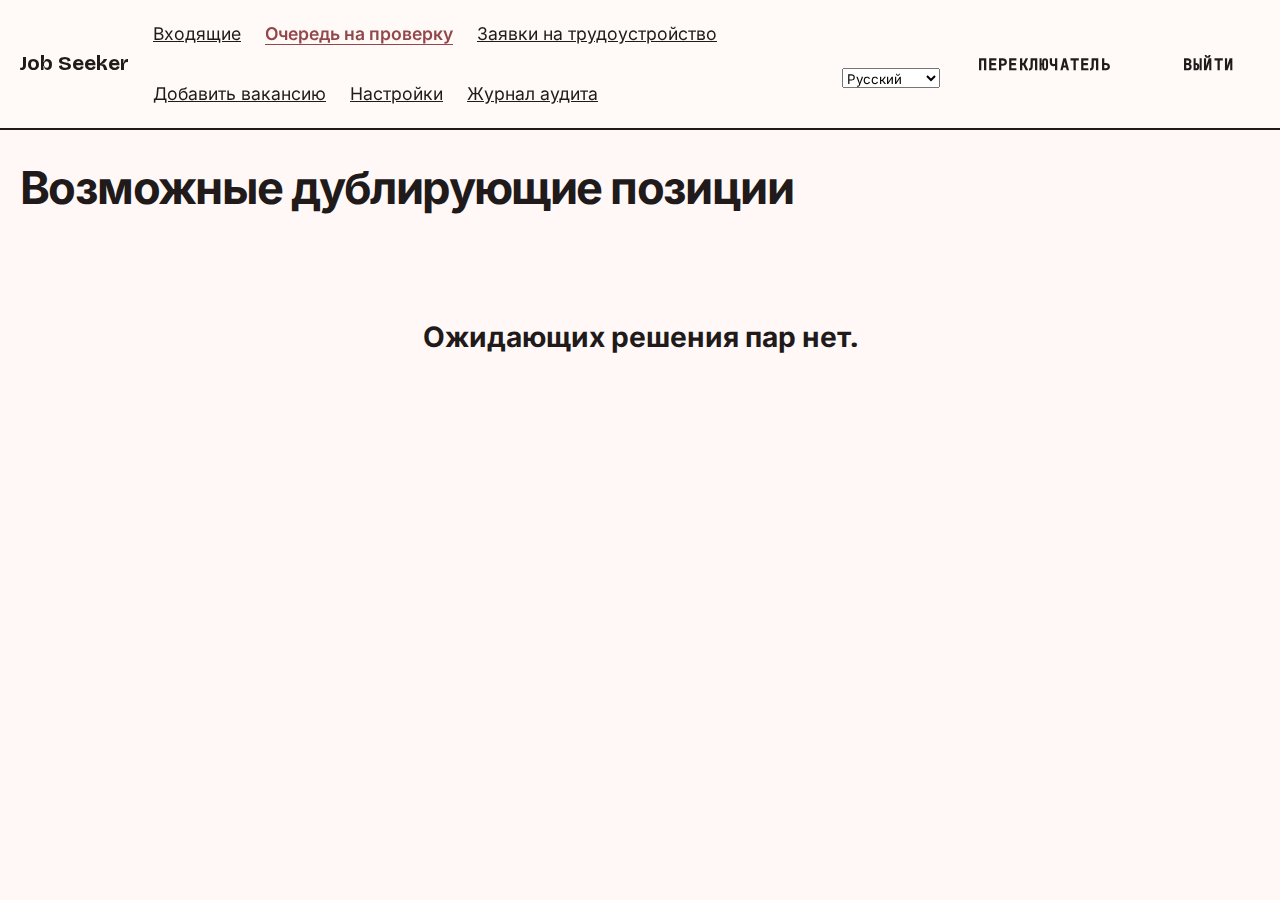 Job Seeker
Входящие
Очередь на проверку
Заявки на трудоустройство
Добавить вакансию
Настройки
Журнал аудита
Русский
ПЕРЕКЛЮЧАТЕЛЬ
ВЫЙТИ
Возможные дублирующие позиции
Ожидающих решения пар нет.